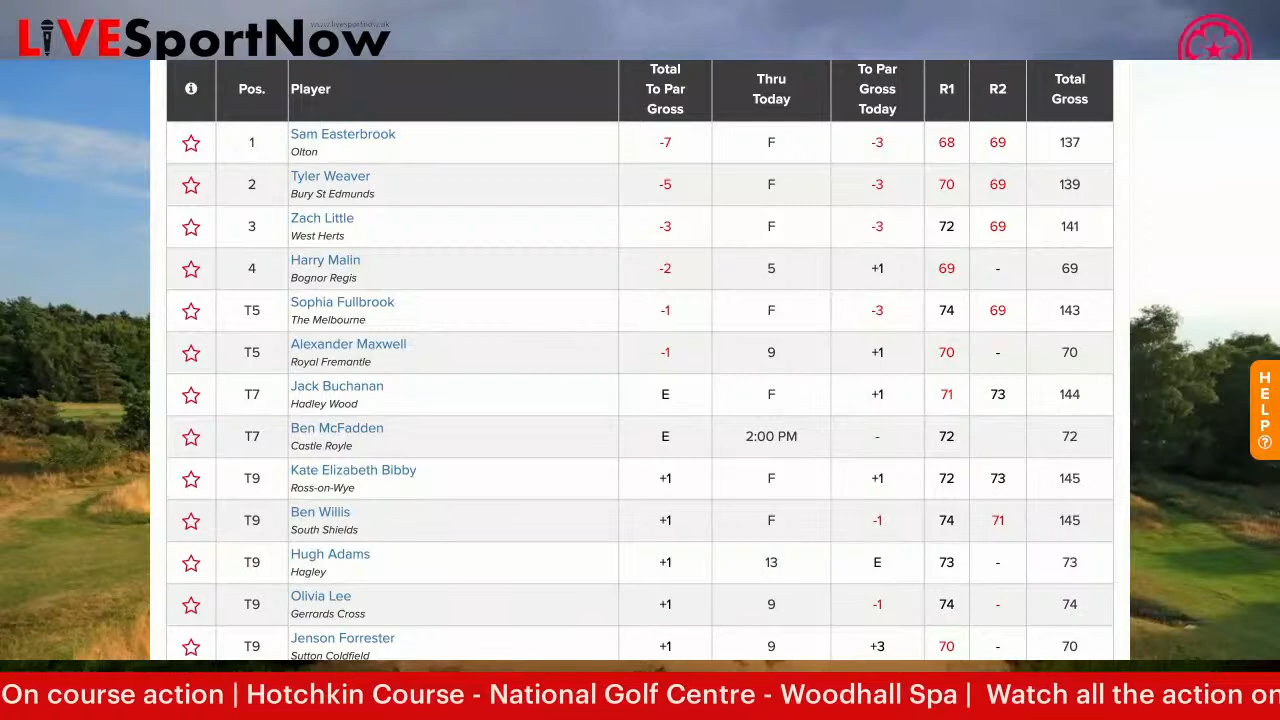 LiVESportNow
www.livesportnow.uk
Pos. Player Total To Par Gross Thru Today To Par Gross Today R1 R2 Total Gross
1 Sam Easterbrook -7 F -3 68 69 137
Olton
2 Tyler Weaver -5 F -3 70 69 139
Bury St Edmunds
3 Zach Little -3 F -3 72 69 141
West Herts
4 Harry Malin -2 5 +1 69 - 69
Bognor Regis
T5 Sophia Fullbrook -1 F -3 74 69 143
The Melbourne
T5 Alexander Maxwell -1 9 +1 70 - 70
Royal Fremantle
T7 Jack Buchanan E F +1 71 73 144
Hadley Wood
T7 Ben McFadden E 2:00 PM - 72 72
Castle Royle
T9 Kate Elizabeth Bibby +1 F +1 72 73 145
Ross-on-Wye
T9 Ben Willis +1 F -1 74 71 145
South Shields
T9 Hugh Adams +1 13 E 73 - 73
Hagley
T9 Olivia Lee +1 9 -1 74 - 74
Gerrards Cross
T9 Jenson Forrester +1 9 +3 70 - 70
Sutton Coldfield
HELP?
On course action | Hotchkin Course - National Golf Centre - Woodhall Spa | Watch all the action on